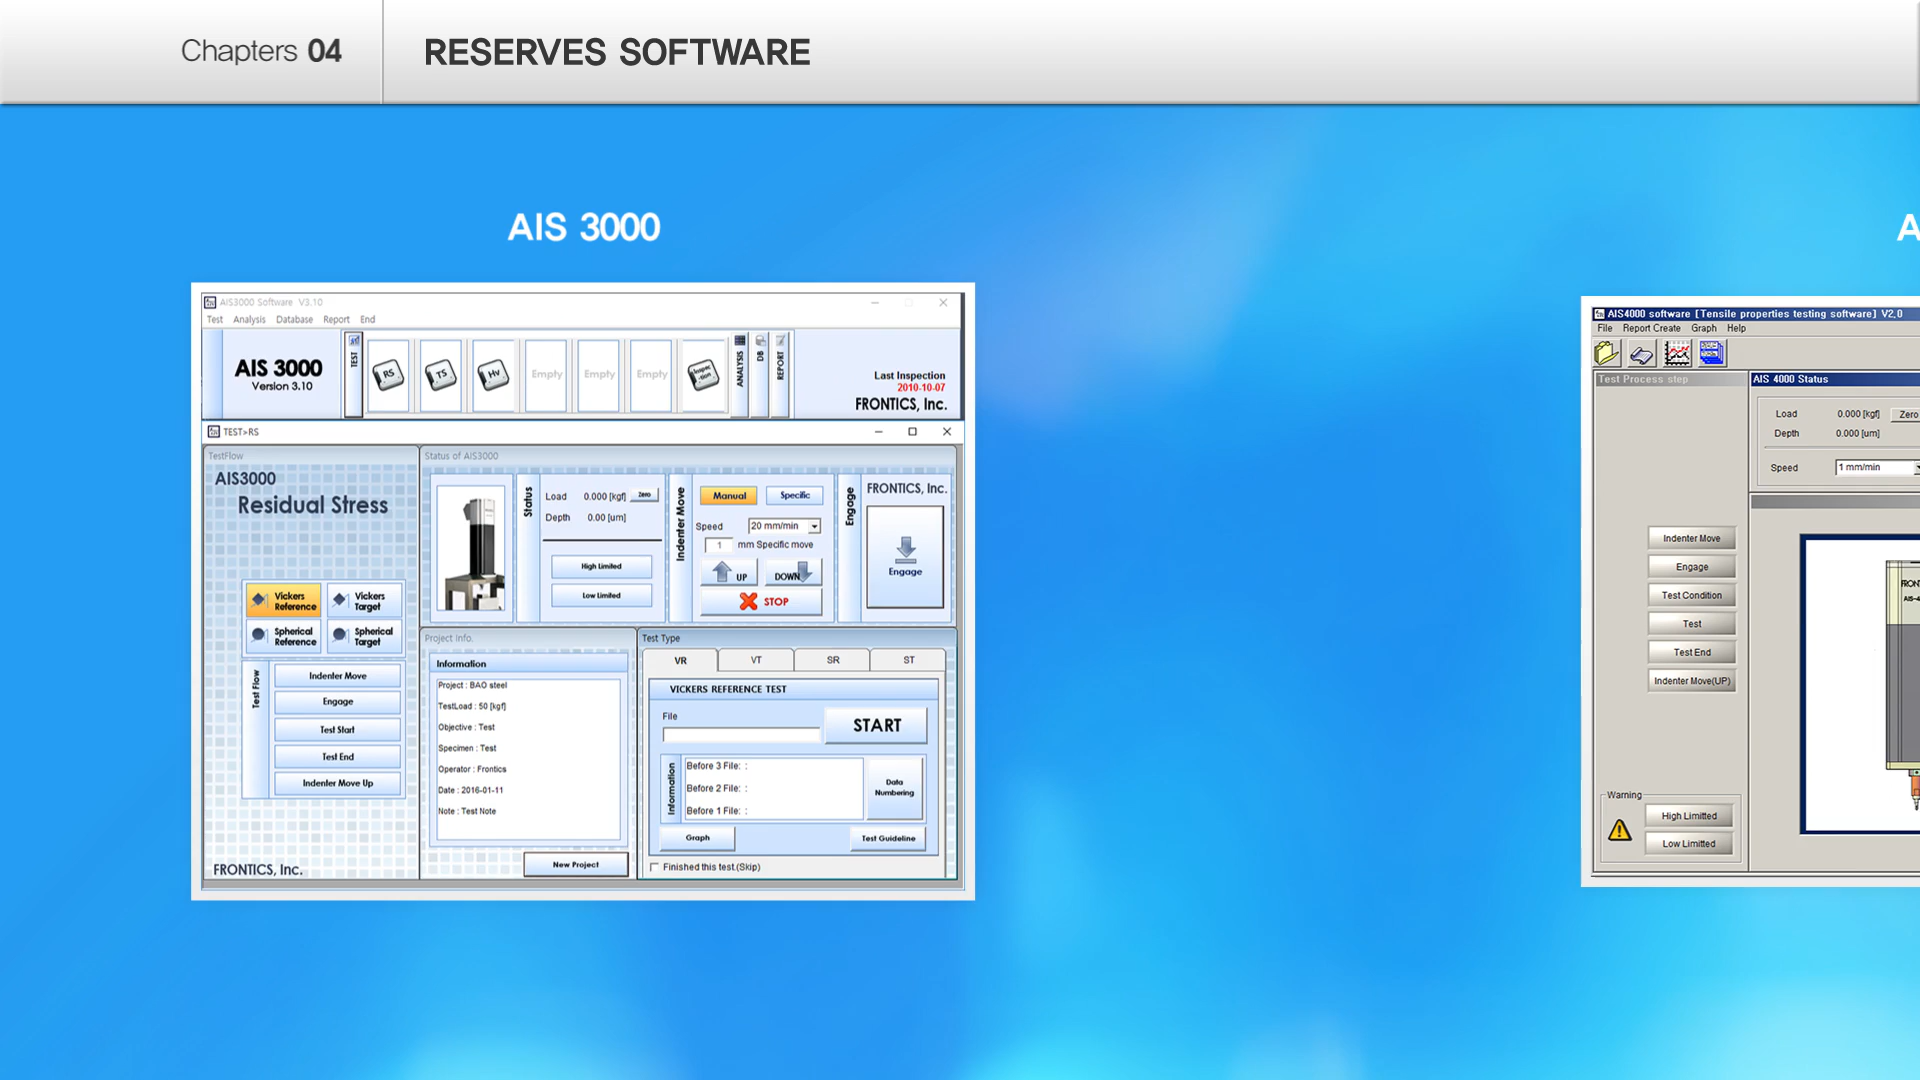 Chapters 04
RESERVES SOFTWARE
AIS 3000
AIS3000 Software V3.10
Test Analysis Database Report End
AIS 3000
Version 3.10
TEST
RS
TS
Hv
Empty
Empty
Empty
Inspec
-tion
ANALYSIS
DB
REPORT
Last Inspection
2010-10-07
FRONTICS, Inc.
TEST>RS
TestFlow
AIS3000
Residual Stress
Vickers
Reference
Vickers
Target
Spherical
Reference
Spherical
Target
Test Flow
Indenter Move
Engage
Test Start
Test End
Indenter Move Up
FRONTICS, Inc.
Status of AIS3000
Status
Load 0.000 [kgf] Zero
Depth 0.00 [um]
High Limited
Low Limited
Indenter Move
Manual
Specific
Speed 20 mm/min
1 mm Specific move
UP
DOWN
STOP
Engage
FRONTICS, Inc.
Engage
Project Info.
Information
Project : BAO steel
TestLoad : 50 [kgf]
Objective : Test
Specimen : Test
Operator : Frontics
Date : 2016-01-11
Note : Test Note
New Project
Test Type
VR VT SR ST
VICKERS REFERENCE TEST
File
START
Information
Before 3 File: :
Before 2 File: :
Before 1 File: :
Data
Numbering
Graph
Test Guideline
Finished this test.(Skip)
A
AIS4000 software [Tensile properties testing software] V2,0
File Report Create Graph Help
Test Process step
AIS 4000 Status
Load 0.000 [kgf] Zero
Depth 0.000 [um]
Speed 1 mm/min
Indenter Move
Engage
Test Condition
Test
Test End
Indenter Move(UP)
Warning
High Limitted
Low Limitted
FRON
AIS-4